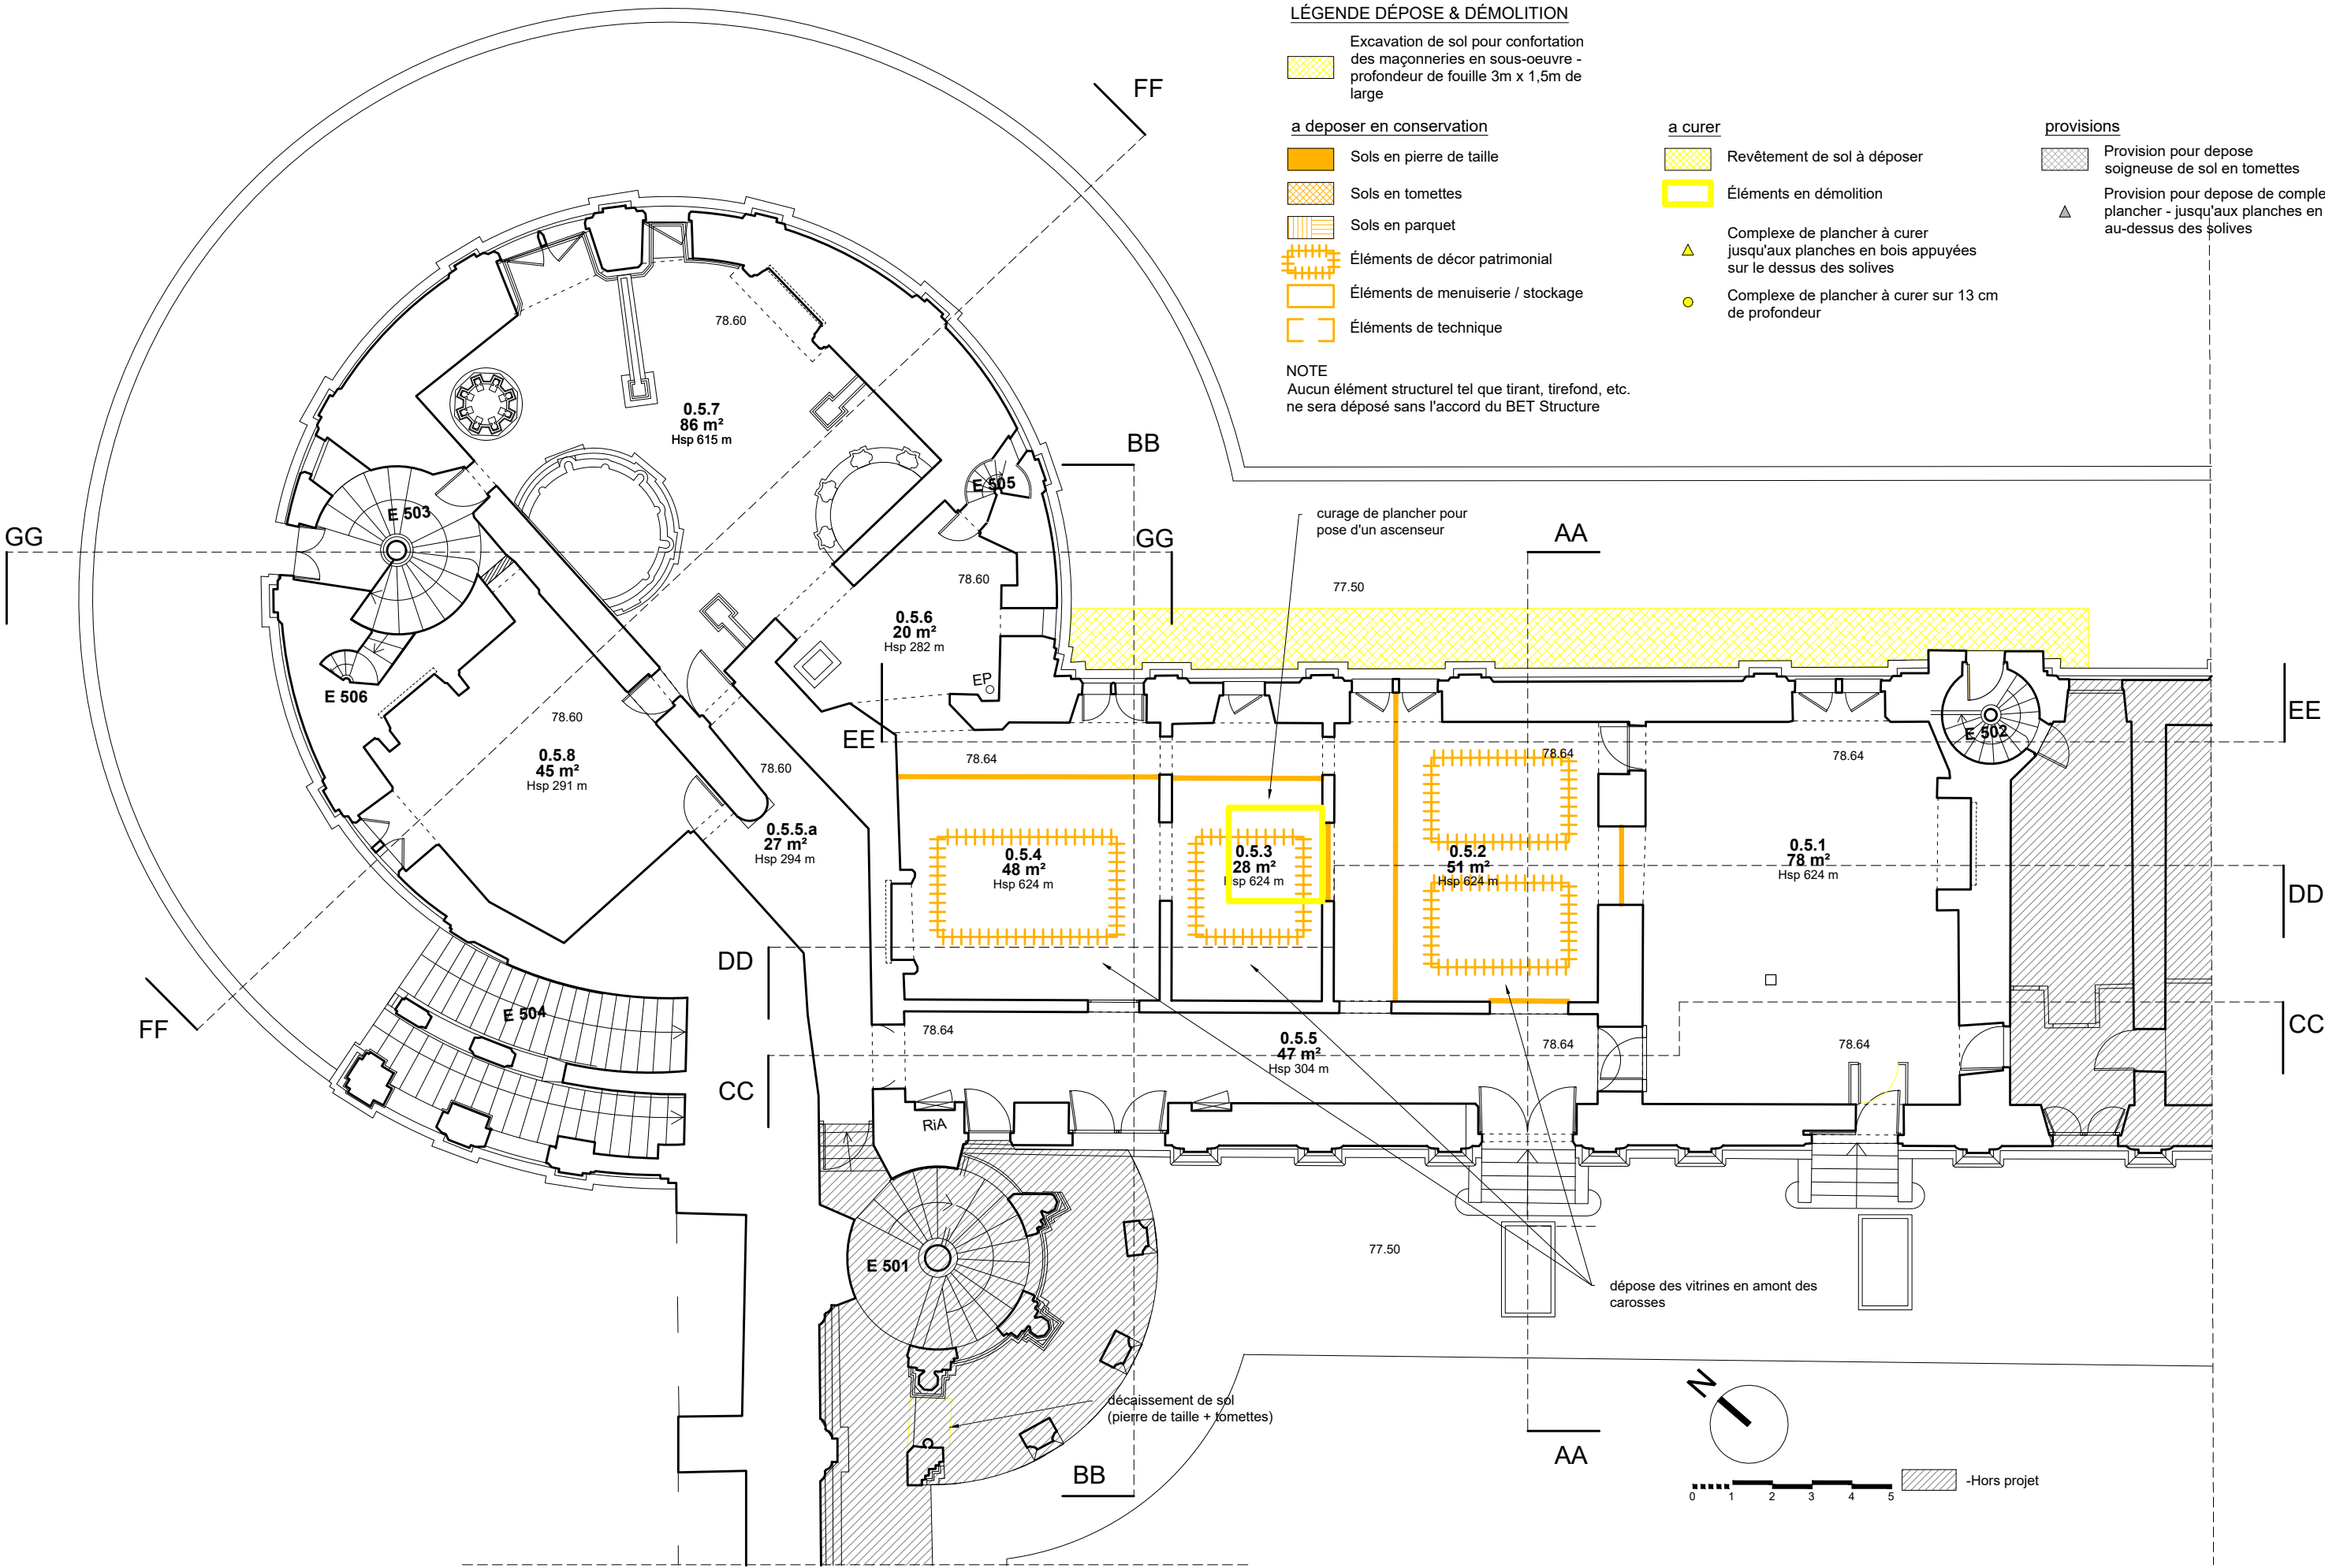 LÉGENDE DÉPOSE & DÉMOLITION
Excavation de sol pour confortation
des maçonneries en sous-oeuvre -
profondeur de fouille 3m x 1,5m de
large
a deposer en conservation
Sols en pierre de taille
Sols en tomettes
Sols en parquet
Éléments de décor patrimonial
Éléments de menuiserie / stockage
Éléments de technique
a curer
Revêtement de sol à déposer
Éléments en démolition
Complexe de plancher à curer
jusqu'aux planches en bois appuyées
sur le dessus des solives
Complexe de plancher à curer sur 13 cm
de profondeur
provisions
Provision pour depose
soigneuse de sol en tomettes
Provision pour depose de comple
plancher - jusqu'aux planches en
au-dessus des solives
NOTE
Aucun élément structurel tel que tirant, tirefond, etc.
ne sera déposé sans l'accord du BET Structure
FF
78.60
0.5.7
86 m²
Hsp 615 m
BB
E 505
E 503
curage de plancher pour
pose d'un ascenseur
GG
GG
AA
78.60
77.50
0.5.6
20 m²
Hsp 282 m
EP
E 506
78.60
EE
EE
E 502
0.5.8
45 m²
Hsp 291 m
78.60
78.64
78.64
78.64
0.5.5.a
27 m²
Hsp 294 m
0.5.4
48 m²
Hsp 624 m
0.5.3
28 m²
Hsp 624 m
0.5.2
51 m²
Hsp 624 m
0.5.1
78 m²
Hsp 624 m
DD
DD
E 504
FF
78.64
0.5.5
47 m²
Hsp 304 m
78.64
78.64
CC
CC
RiA
E 501
77.50
dépose des vitrines en amont des
carosses
décaissement de sol
(pierre de taille + tomettes)
BB
AA
N
0 1 2 3 4 5
-Hors projet